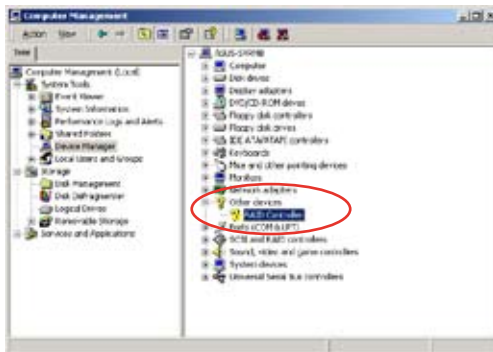 Computer Management
Action View
Tree
Computer Management (Local)
System Tools
Event Viewer
System Information
Performance Logs and Alerts
Shared Folders
Device Manager
Local Users and Groups
Storage
Disk Management
Disk Defragmenter
Logical Drives
Removable Storage
Services and Applications
Computer
Disk drives
Display adapters
DVD/CD-ROM drives
Floppy disk controllers
Floppy disk drives
IDE ATA/ATAPI controllers
Keyboards
Mice and other pointing devices
Monitors
Network adapters
Other devices
RAID Controller
Ports (COM & LPT)
SCSI and RAID controllers
Sound, video and game controllers
System devices
Universal Serial Bus controllers